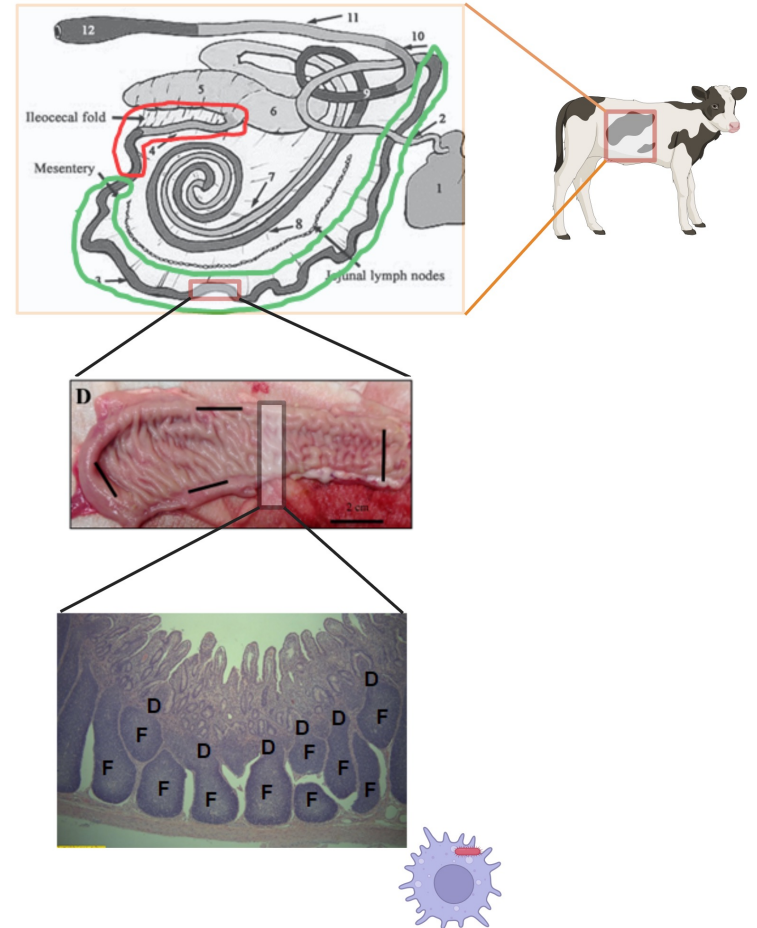 12
11
10
9
5
6
2
Ileocecal fold
4
Mesentery
7
8
1
3
Jejunal lymph nodes
D
2 cm
D
D
F
F
D
D
D
D
F
F
F
F
F
F
F
F